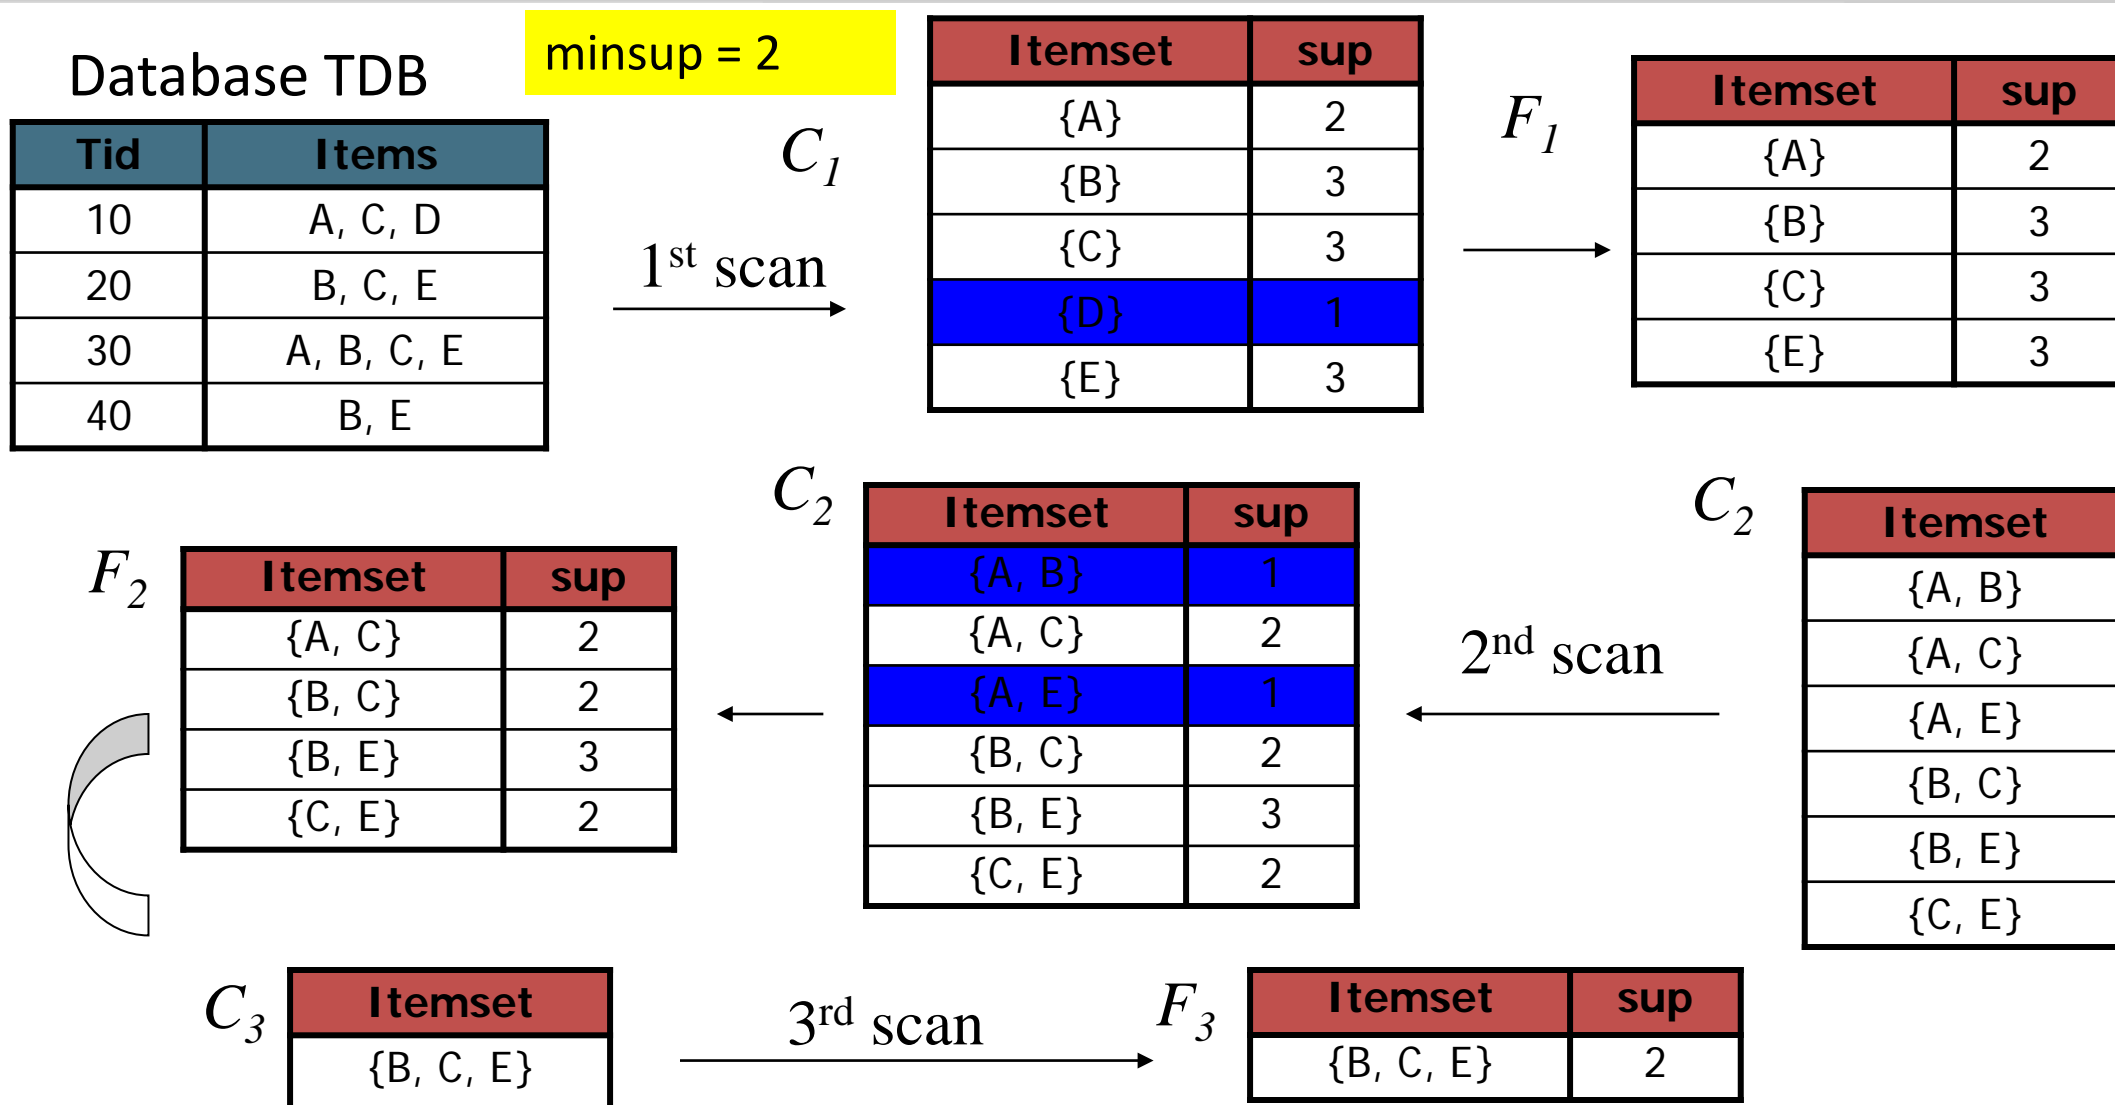 Database TDB
minsup = 2
Tid Items
10 A, C, D
20 B, C, E
30 A, B, C, E
40 B, E
1st scan
C1
Itemset sup
{A} 2
{B} 3
{C} 3
{D} 1
{E} 3
F1
Itemset sup
{A} 2
{B} 3
{C} 3
{E} 3
C2
Itemset
{A, B}
{A, C}
{A, E}
{B, C}
{B, E}
{C, E}
2nd scan
C2
Itemset sup
{A, B} 1
{A, C} 2
{A, E} 1
{B, C} 2
{B, E} 3
{C, E} 2
F2
Itemset sup
{A, C} 2
{B, C} 2
{B, E} 3
{C, E} 2
C3
Itemset
{B, C, E}
3rd scan
F3
Itemset sup
{B, C, E} 2